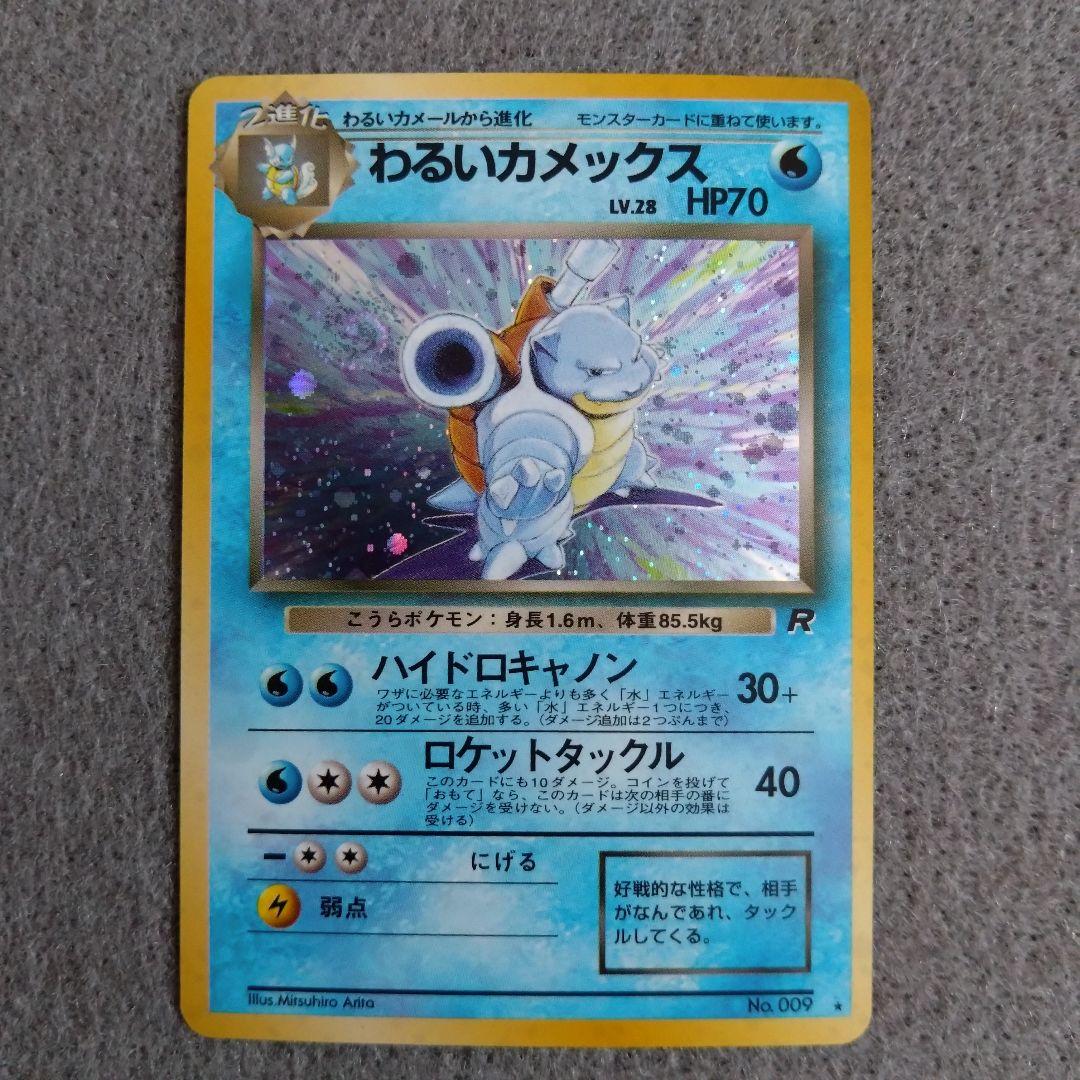 2進化 わるいカメールから進化 モンスターカードに重ねて使います。
わるいカメックス
LV.28 HP70
こうらポケモン：身長1.6m、体重85.5kg R
ハイドロキャノン
ワザに必要なエネルギーよりも多く「水」エネルギー
がついている時、多い「水」エネルギー1つにつき、
20ダメージを追加する。（ダメージ追加は2つぶんまで）
30+
ロケットタックル
このカードにも10ダメージ。コインを投げて
「おもて」なら、このカードは次の相手の番に
ダメージを受けない。（ダメージ以外の効果は
受ける）
40
にげる
弱点
好戦的な性格で、相手
がなんであれ、タック
ルしてくる。
Illus.Mitsuhiro Arita
No. 009 ★